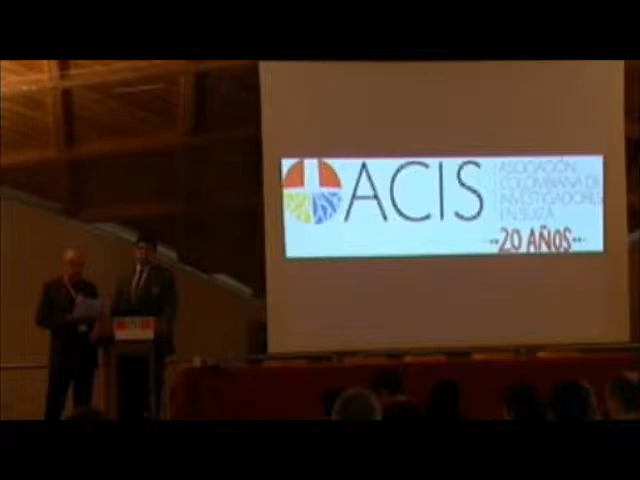 ACIS
ASOCIACIÓN
COLOMBIANA DE
INVESTIGADORES
EN SUIZA
20 AÑOS